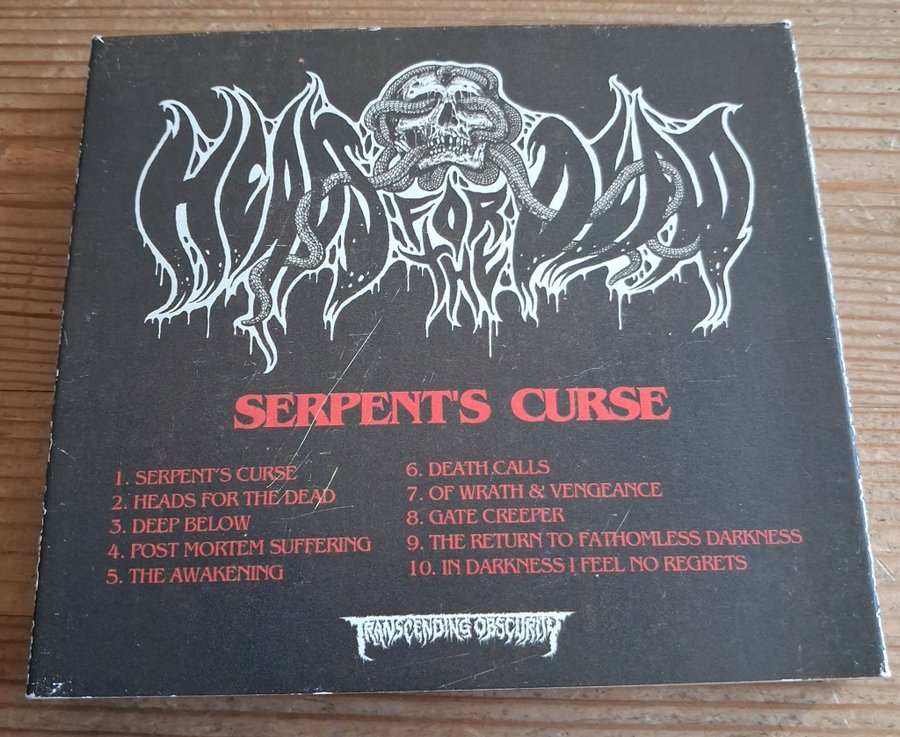 HEADS FOR THE DEAD
SERPENT'S CURSE
1. SERPENT'S CURSE
2. HEADS FOR THE DEAD
3. DEEP BELOW
4. POST MORTEM SUFFERING
5. THE AWAKENING
6. DEATH CALLS
7. OF WRATH & VENGEANCE
8. GATE CREEPER
9. THE RETURN TO FATHOMLESS DARKNESS
10. IN DARKNESS I FEEL NO REGRETS
TRANSCENDING OBSCURITY